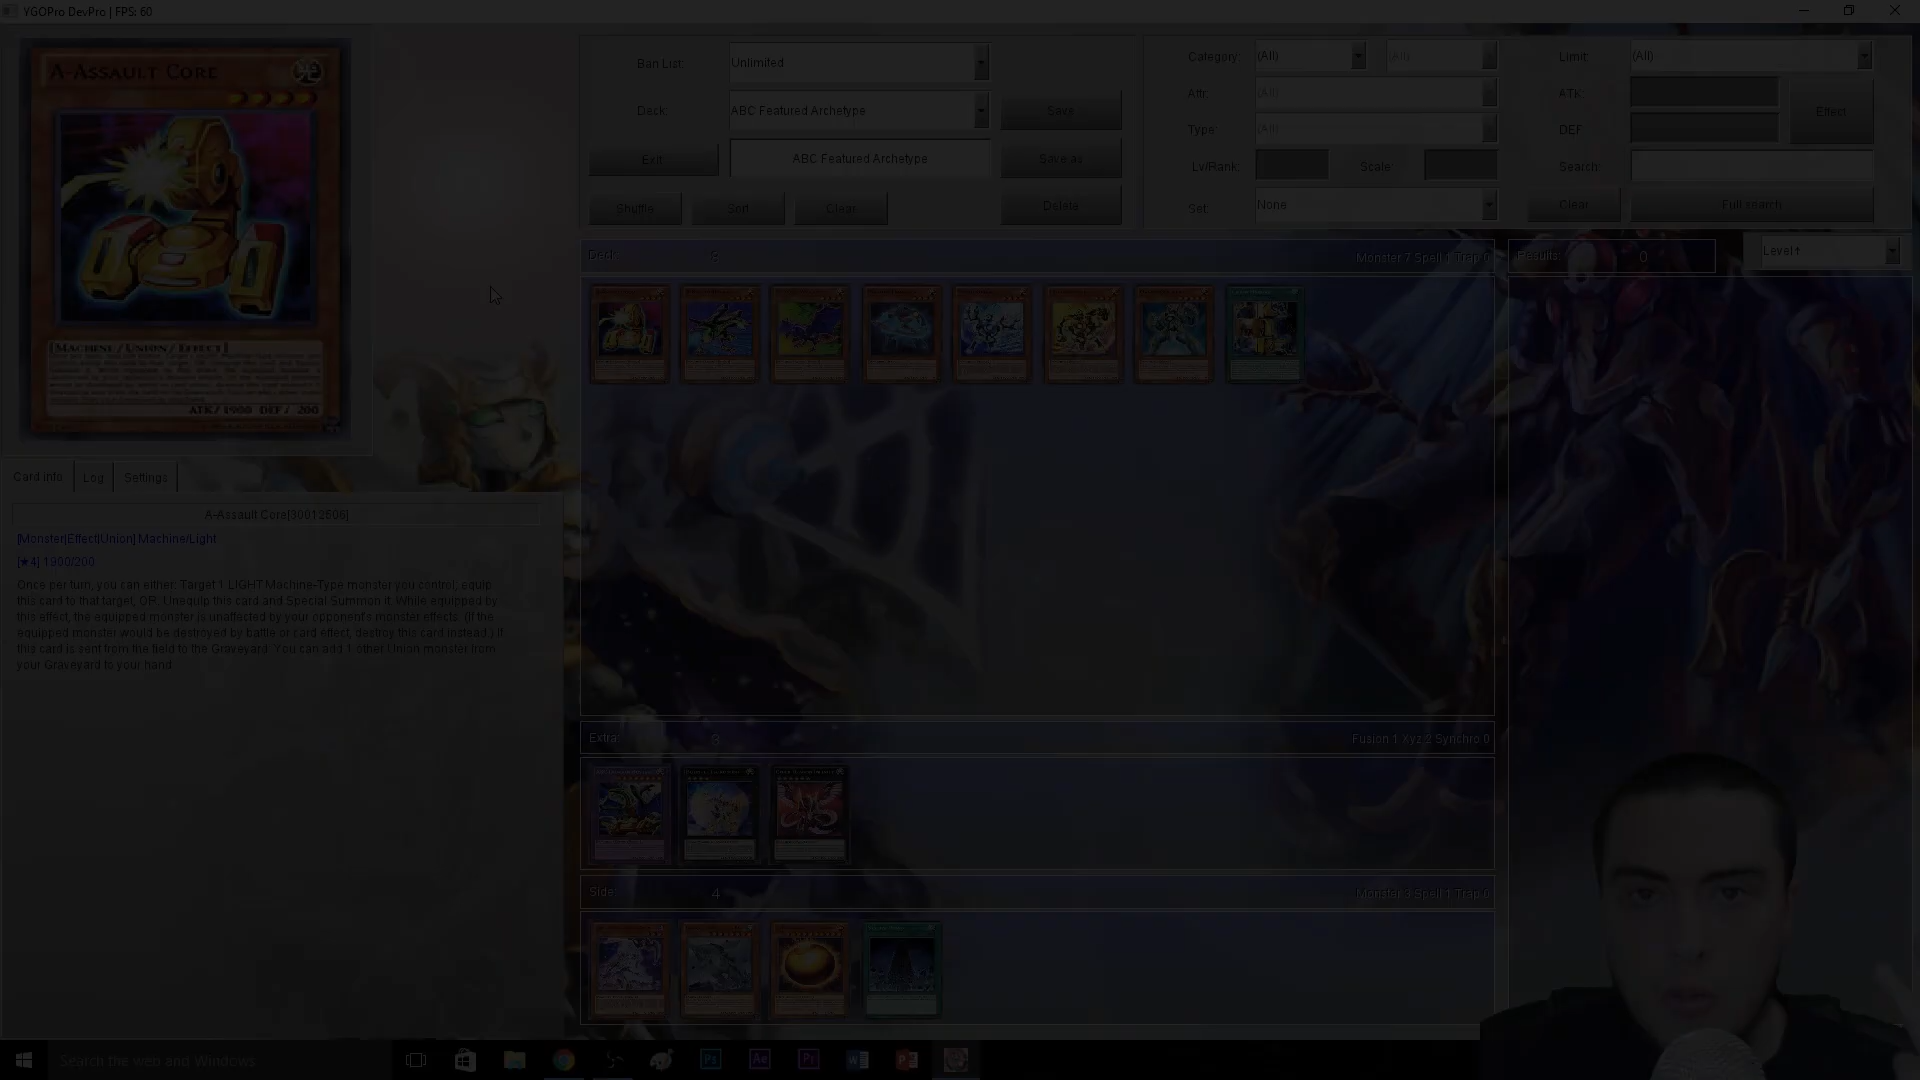 YGOPro DevPro | FPS: 60
A-Assault Core
[Machine/Union/Effect]
ATK/1900 DEF/ 200
Ban List:
Unlimited
Deck:
ABC Featured Archetype
Save
Exit
ABC Featured Archetype
Save as
Shuffle
Sort
Clear
Delete
Category:
(All)
(All)
Limit:
(All)
Attr:
(All)
ATK:
Effect
Type:
(All)
DEF
Lv/Rank:
Scale:
Search:
Set:
None
Clear
Full search
Deck
Monster 7 Spell 1 Trap 0
Results:
0
Level↑
Card info
Log
Settings
A-Assault Core[30012506]
[Monster|Effect|Union] Machine/Light
[★4] 1900/200
Once per turn, you can either: Target 1 LIGHT Machine-Type monster you control; equip
this card to that target, OR: Unequip this card and Special Summon it. While equipped by
this effect, the equipped monster is unaffected by your opponent's monster effects. (If the
equipped monster would be destroyed by battle or card effect, destroy this card instead.) If
this card is sent from the field to the Graveyard: You can add 1 other Union monster from
your Graveyard to your hand.
Extra:
3
Fusion 1 Xyz 2 Synchro 0
Side:
4
Monster 3 Spell 1 Trap 0
Search the web and Windows
Ps
Ae
Pr